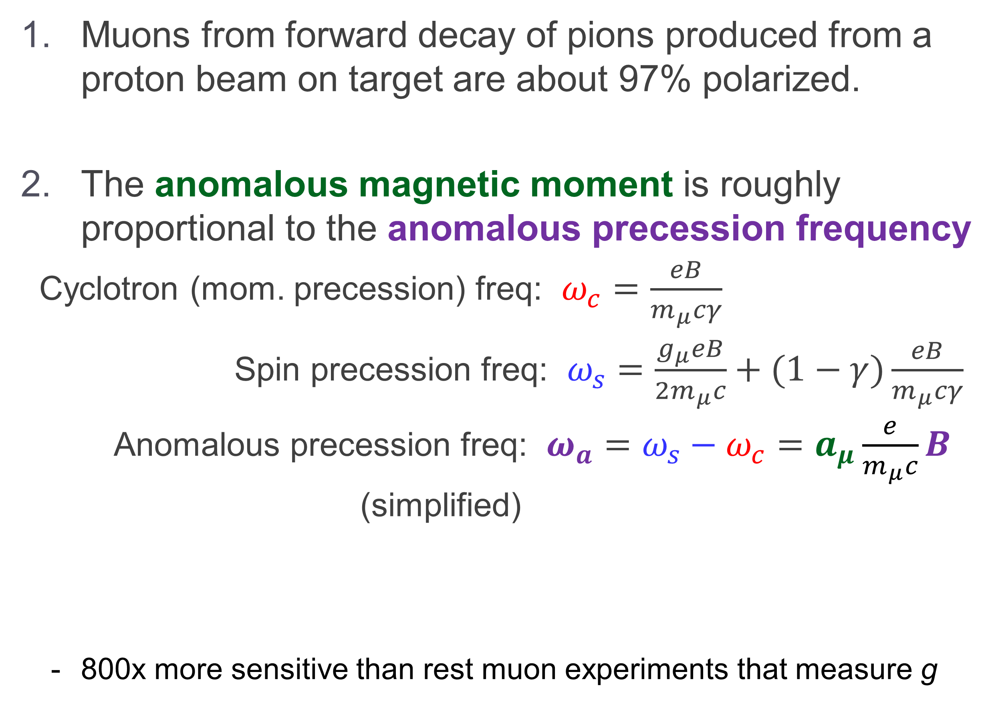 1. Muons from forward decay of pions produced from a
proton beam on target are about 97% polarized.
2. The anomalous magnetic moment is roughly
proportional to the anomalous precession frequency
Cyclotron (mom. precession) freq: $\omega_c = \frac{eB}{m_\mu c\gamma}$
Spin precession freq: $\omega_s = \frac{g_\mu eB}{2m_\mu c} + (1 - \gamma)\frac{eB}{m_\mu c\gamma}$
Anomalous precession freq: $\omega_a = \omega_s - \omega_c = a_\mu \frac{e}{m_\mu c} B$
(simplified)
- 800x more sensitive than rest muon experiments that measure g